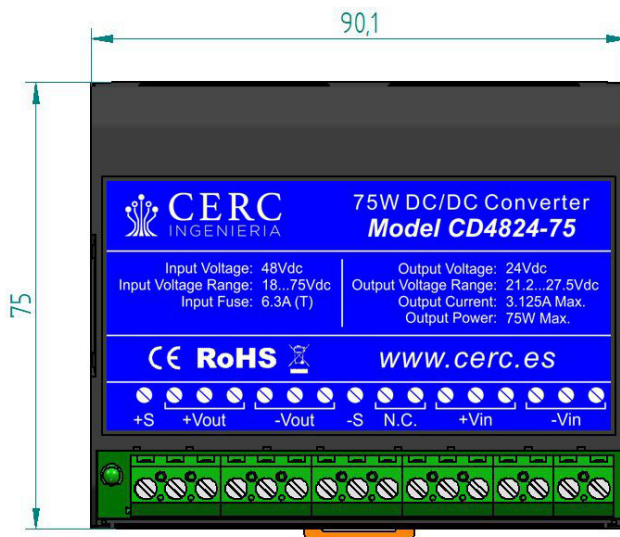 90,1
75
CERC
INGENIERIA
75W DC/DC Converter
Model CD4824-75
Input Voltage: 48Vdc
Input Voltage Range: 18...75Vdc
Input Fuse: 6.3A (T)
Output Voltage: 24Vdc
Output Voltage Range: 21.2...27.5Vdc
Output Current: 3.125A Max.
Output Power: 75W Max.
CE RoHS
www.cerc.es
+S +Vout -Vout -S N.C. +Vin -Vin